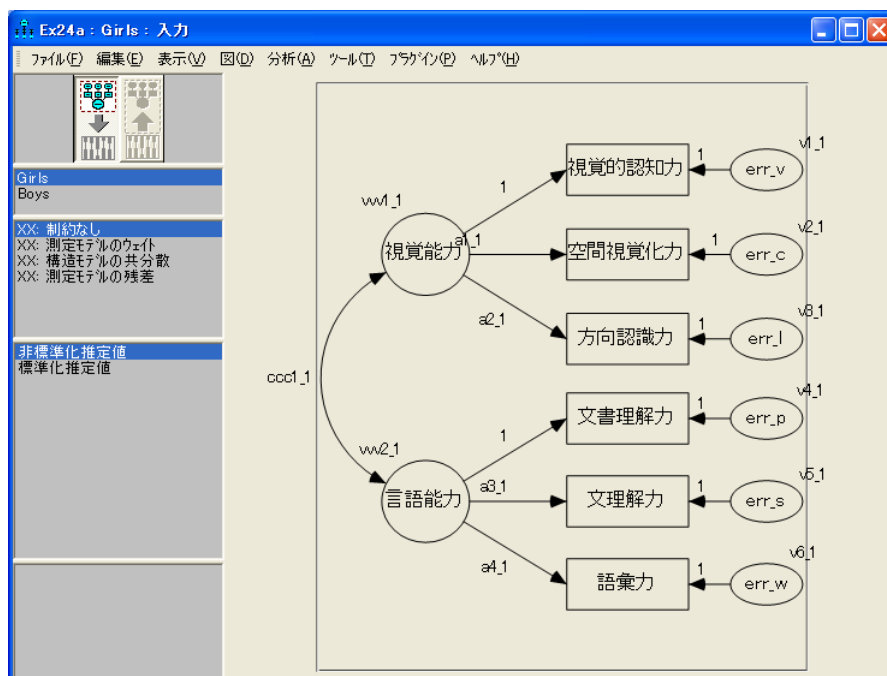 Ex24a : Girls : 入力
ファイル(F) 編集(E) 表示(V) 図(D) 分析(A) ツール(T) プラグイン(P) ヘルプ(H)
Girls
Boys
XX: 制約なし
XX: 測定モデルのウェイト
XX: 構造モデルの共分散
XX: 測定モデルの残差
非標準化推定値
標準化推定値
v1_1
視覚的認知力
1
err_v
1
vvv1_1
v2_1
視覚能力
a1_1
空間視覚化力
1
err_c
a2_1
v3_1
方向認識力
1
err_l
ccc1_1
v4_1
文書理解力
1
err_p
1
vvv2_1
v5_1
言語能力
a3_1
文理解力
1
err_s
a4_1
v6_1
語彙力
1
err_w